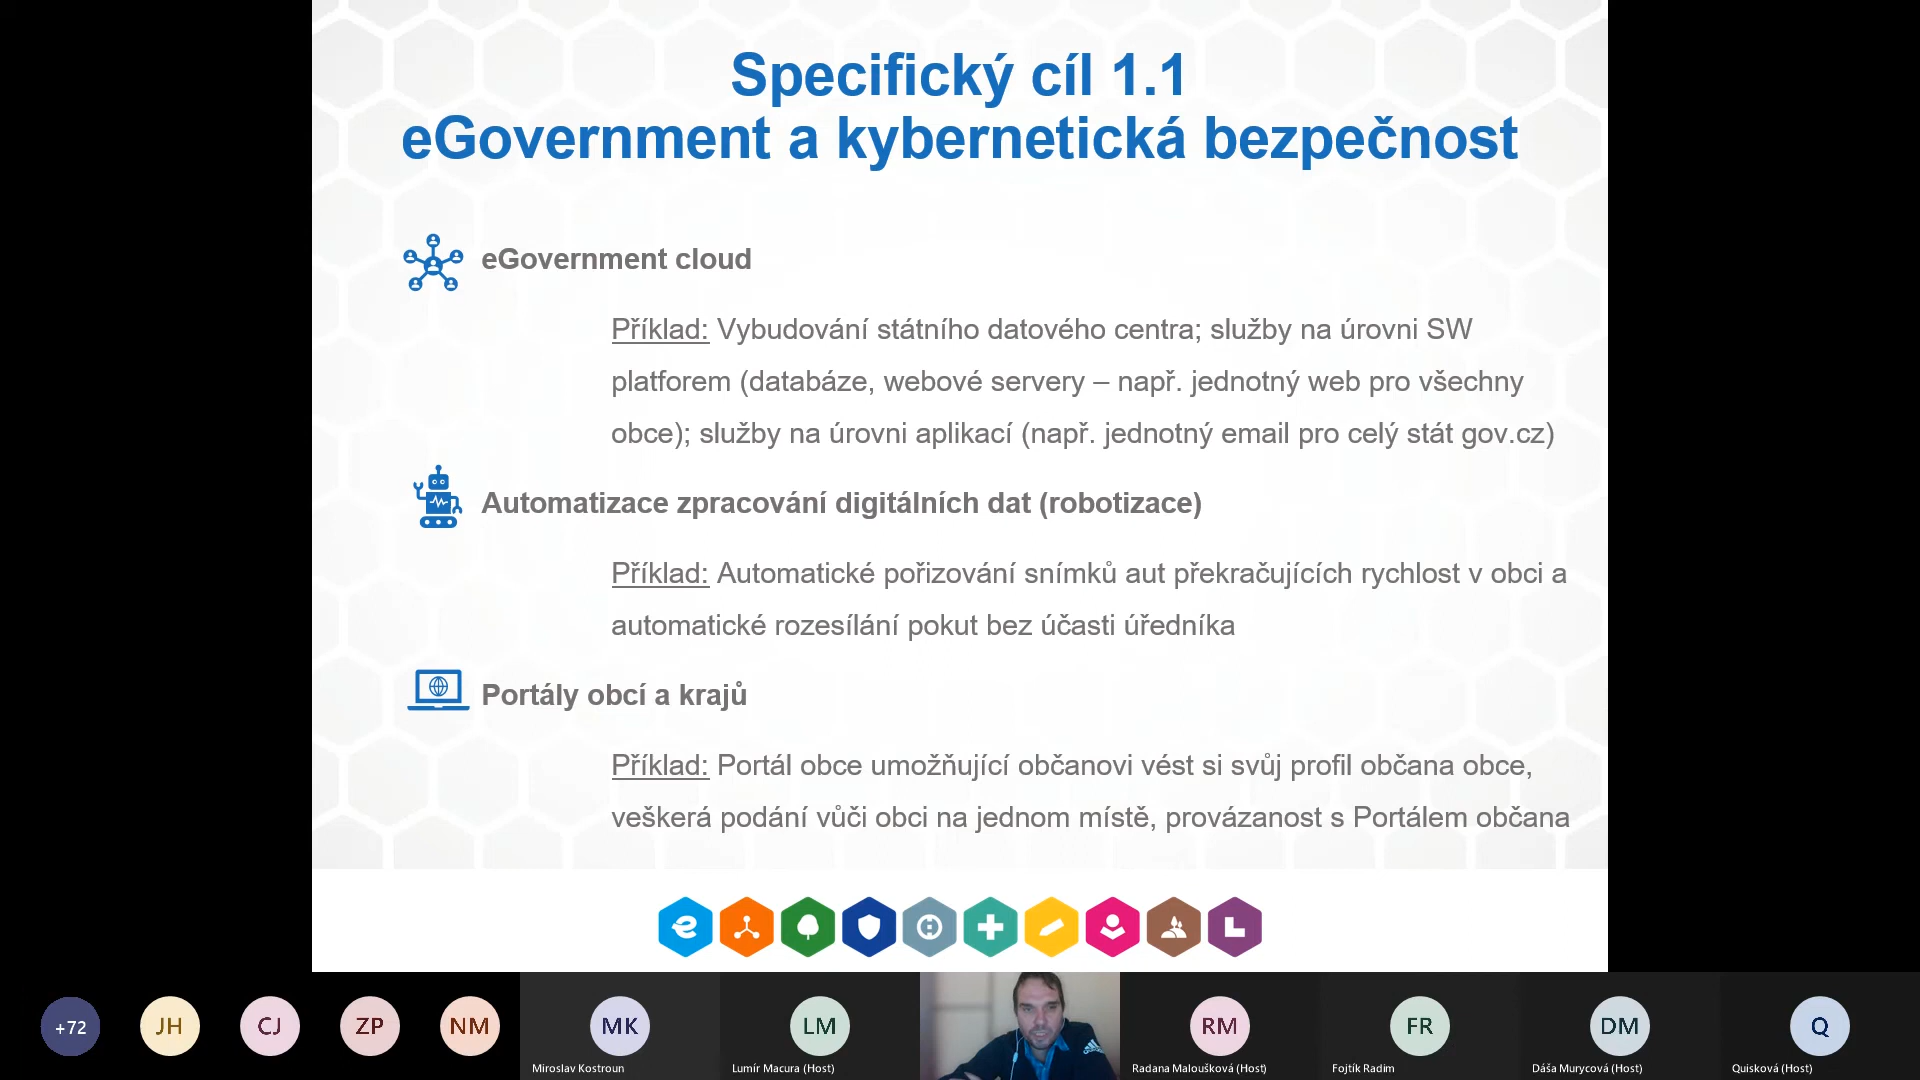 Specifický cíl 1.1
eGovernment a kybernetická bezpečnost
eGovernment cloud
Příklad: Vybudování státního datového centra; služby na úrovni SW
platforem (databáze, webové servery – např. jednotný web pro všechny
obce); služby na úrovni aplikací (např. jednotný email pro celý stát gov.cz)
Automatizace zpracování digitálních dat (robotizace)
Příklad: Automatické pořizování snímků aut překračujících rychlost v obci a
automatické rozesílání pokut bez účasti úředníka
Portály obcí a krajů
Příklad: Portál obce umožňující občanovi vést si svůj profil občana obce,
veškerá podání vůči obci na jednom místě, provázanost s Portálem občana
+72
JH
CJ
ZP
NM
MK
Miroslav Kostroun
LM
Lumír Macura (Host)
adidas
RM
Radana Maloušková (Host)
FR
Fojtík Radim
DM
Dáša Murycová (Host)
Q
Quisková (Host)